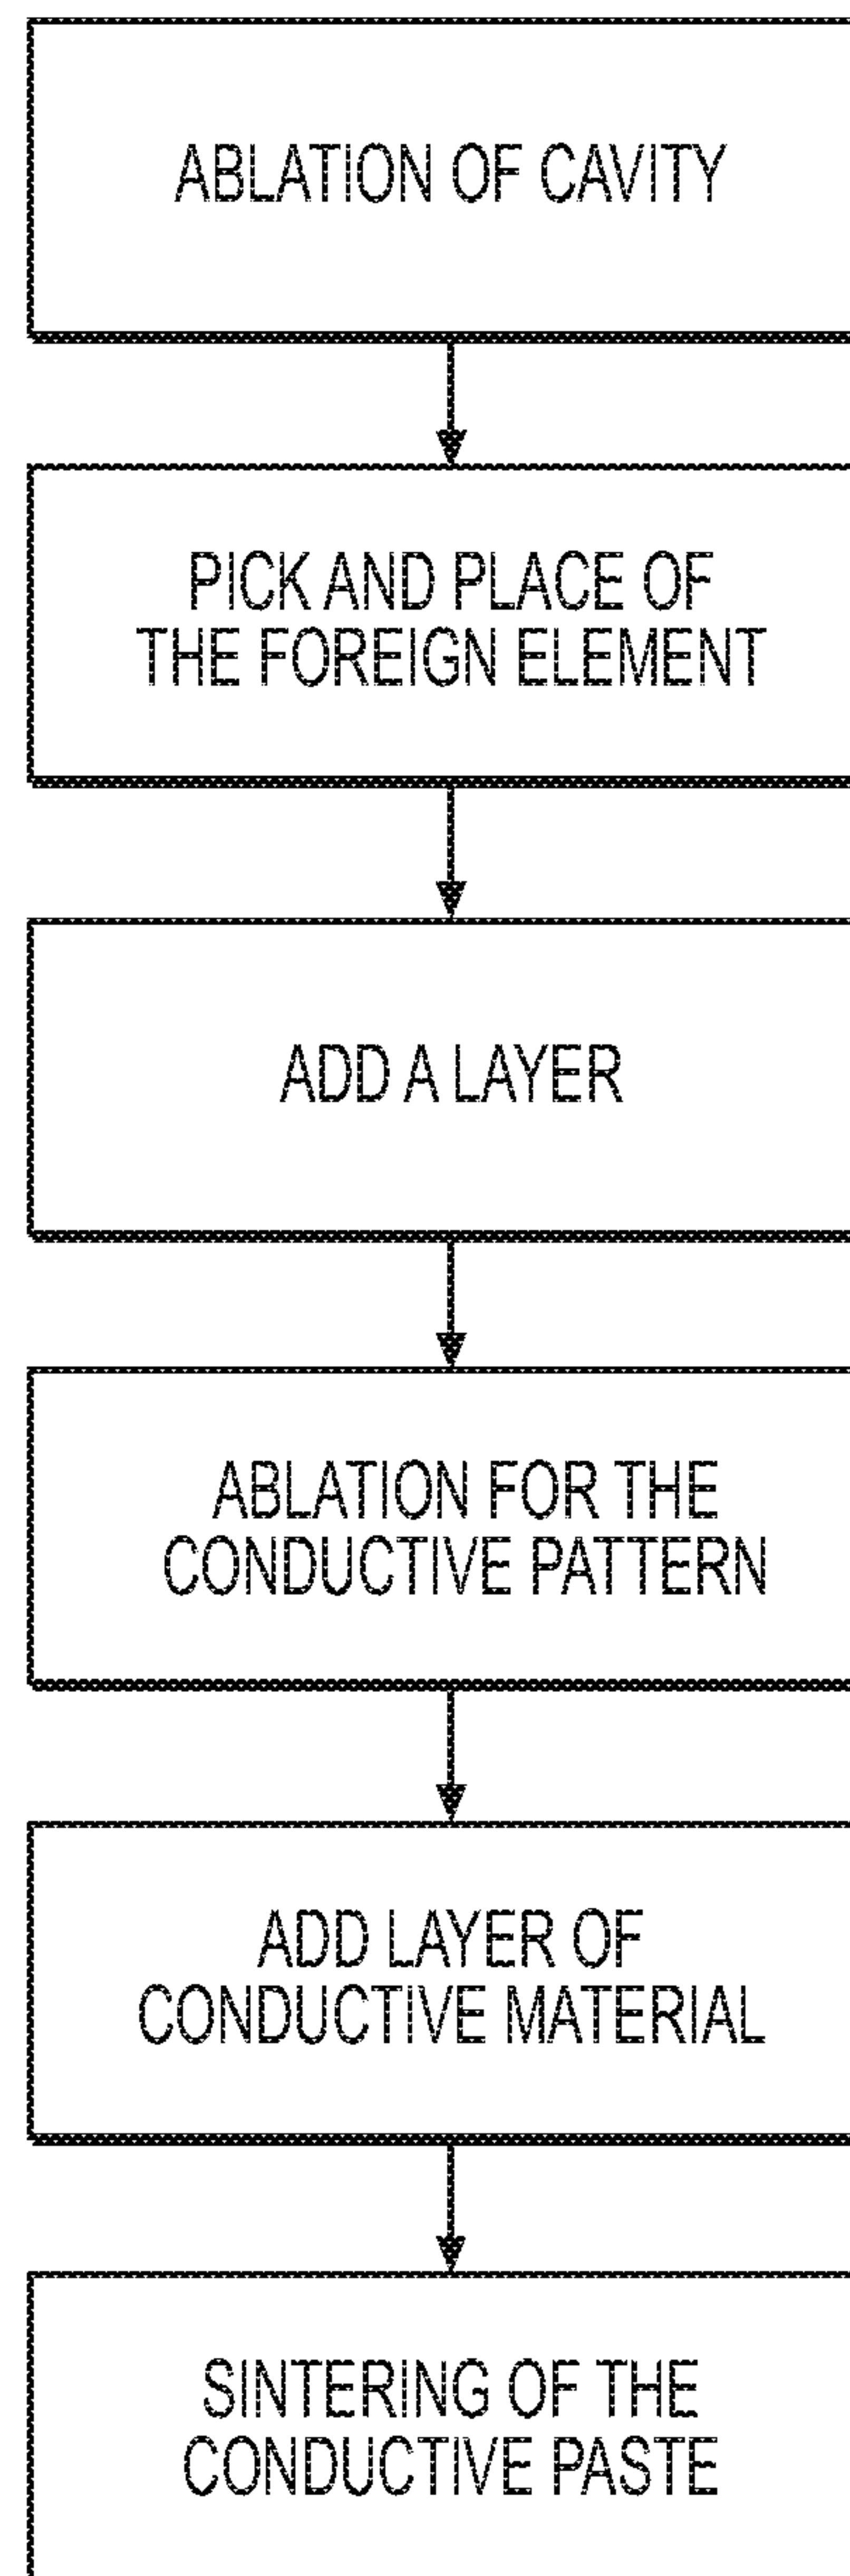 ABLATION OF CAVITY
PICK AND PLACE OF
THE FOREIGN ELEMENT
ADD A LAYER
ABLATION FOR THE
CONDUCTIVE PATTERN
ADD LAYER OF
CONDUCTIVE MATERIAL
SINTERING OF THE
CONDUCTIVE PASTE